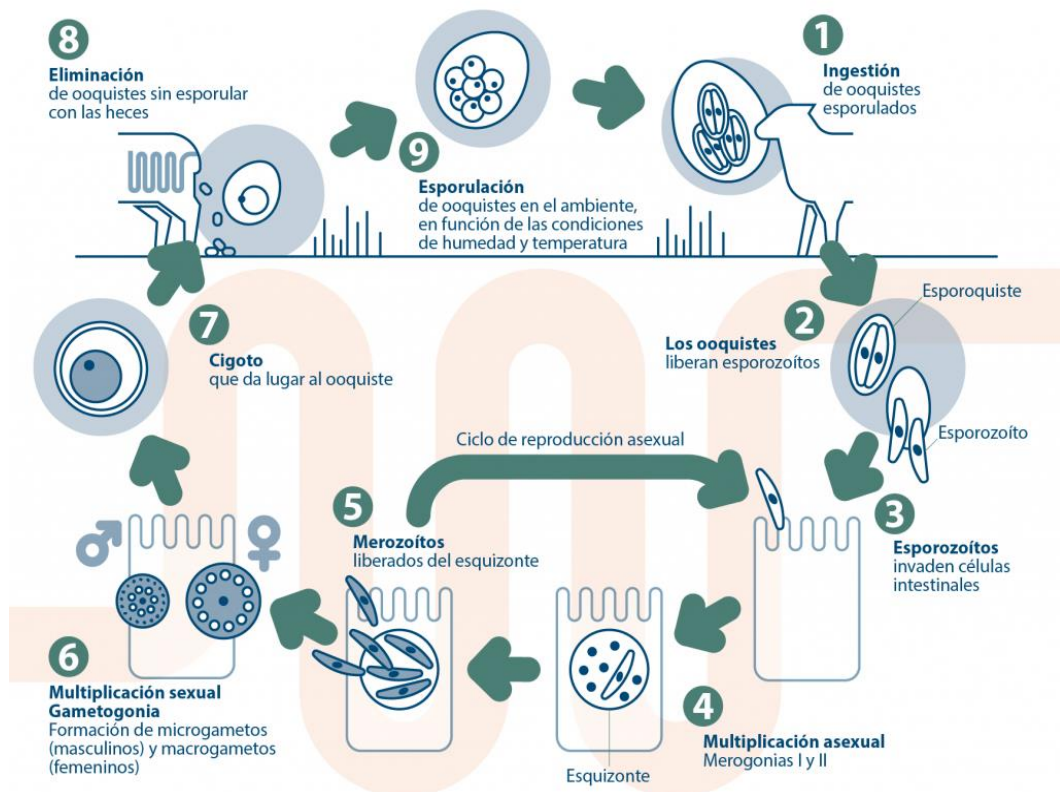 1
Ingestión
de ooquistes
esporulados
2
Los ooquistes
liberan esporozoítos
Esporoquiste
Esporozoíto
3
Esporozoítos
invaden células
intestinales
4
Multiplicación asexual
Merogonias I y II
Esquizonte
5
Merozoítos
liberados del esquizonte
Ciclo de reproducción asexual
6
Multiplicación sexual
Gametogonia
Formación de microgametos
(masculinos) y macrogametos
(femeninos)
7
Cigoto
que da lugar al ooquiste
8
Eliminación
de ooquistes sin esporular
con las heces
9
Esporulación
de ooquistes en el ambiente,
en función de las condiciones
de humedad y temperatura